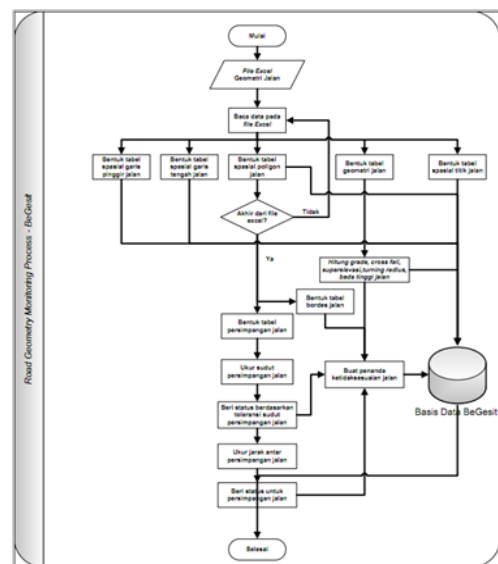 Road Geometry Monitoring Process - BeGesit
Mulai
File Excel
Geometri Jalan
Baca data pada
file Excel
Bentuk tabel
spasial garis
pinggir jalan
Bentuk tabel
spasial garis
tengah jalan
Bentuk tabel
spasial poligon
jalan
Bentuk tabel
geometri jalan
Bentuk tabel
spasial titik jalan
Akhir dari file
excel?
Tidak
Ya
Hitung grade, cross fall,
superelevasi,turning radius,
beda tinggi jalan
Bentuk tabel
bordes jalan
Bentuk tabel
persimpangan jalan
Ukur sudut
persimpangan jalan
Buat penanda
ketidaksesuaian jalan
Basis Data BeGesit
Beri status berdasarkan
toleransi sudut
persimpangan jalan
Ukur jarak antar
persimpangan jalan
Beri status untuk
persimpangan jalan
Selesai